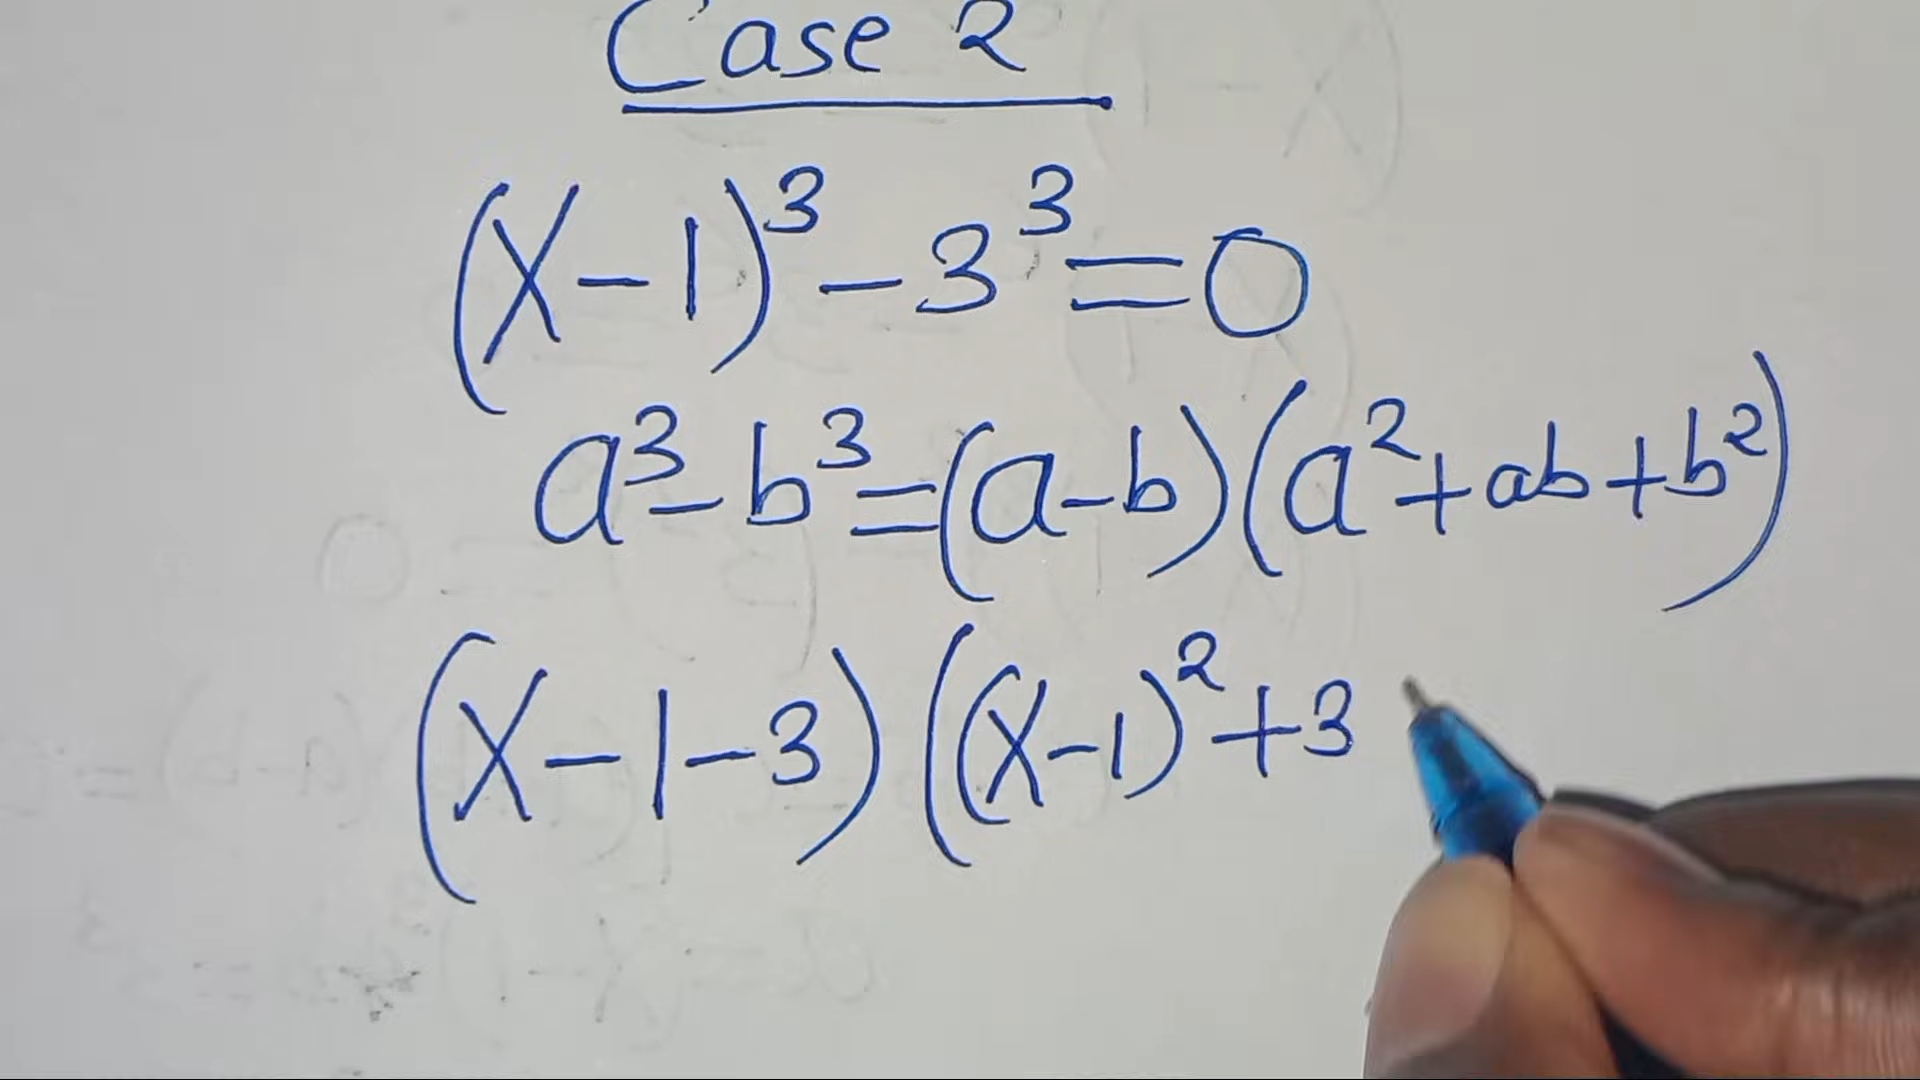 Case 2
(x-1)³-3³=0
a³-b³=(a-b)(a²+ab+b²)
(x-1-3)((x-1)²+3